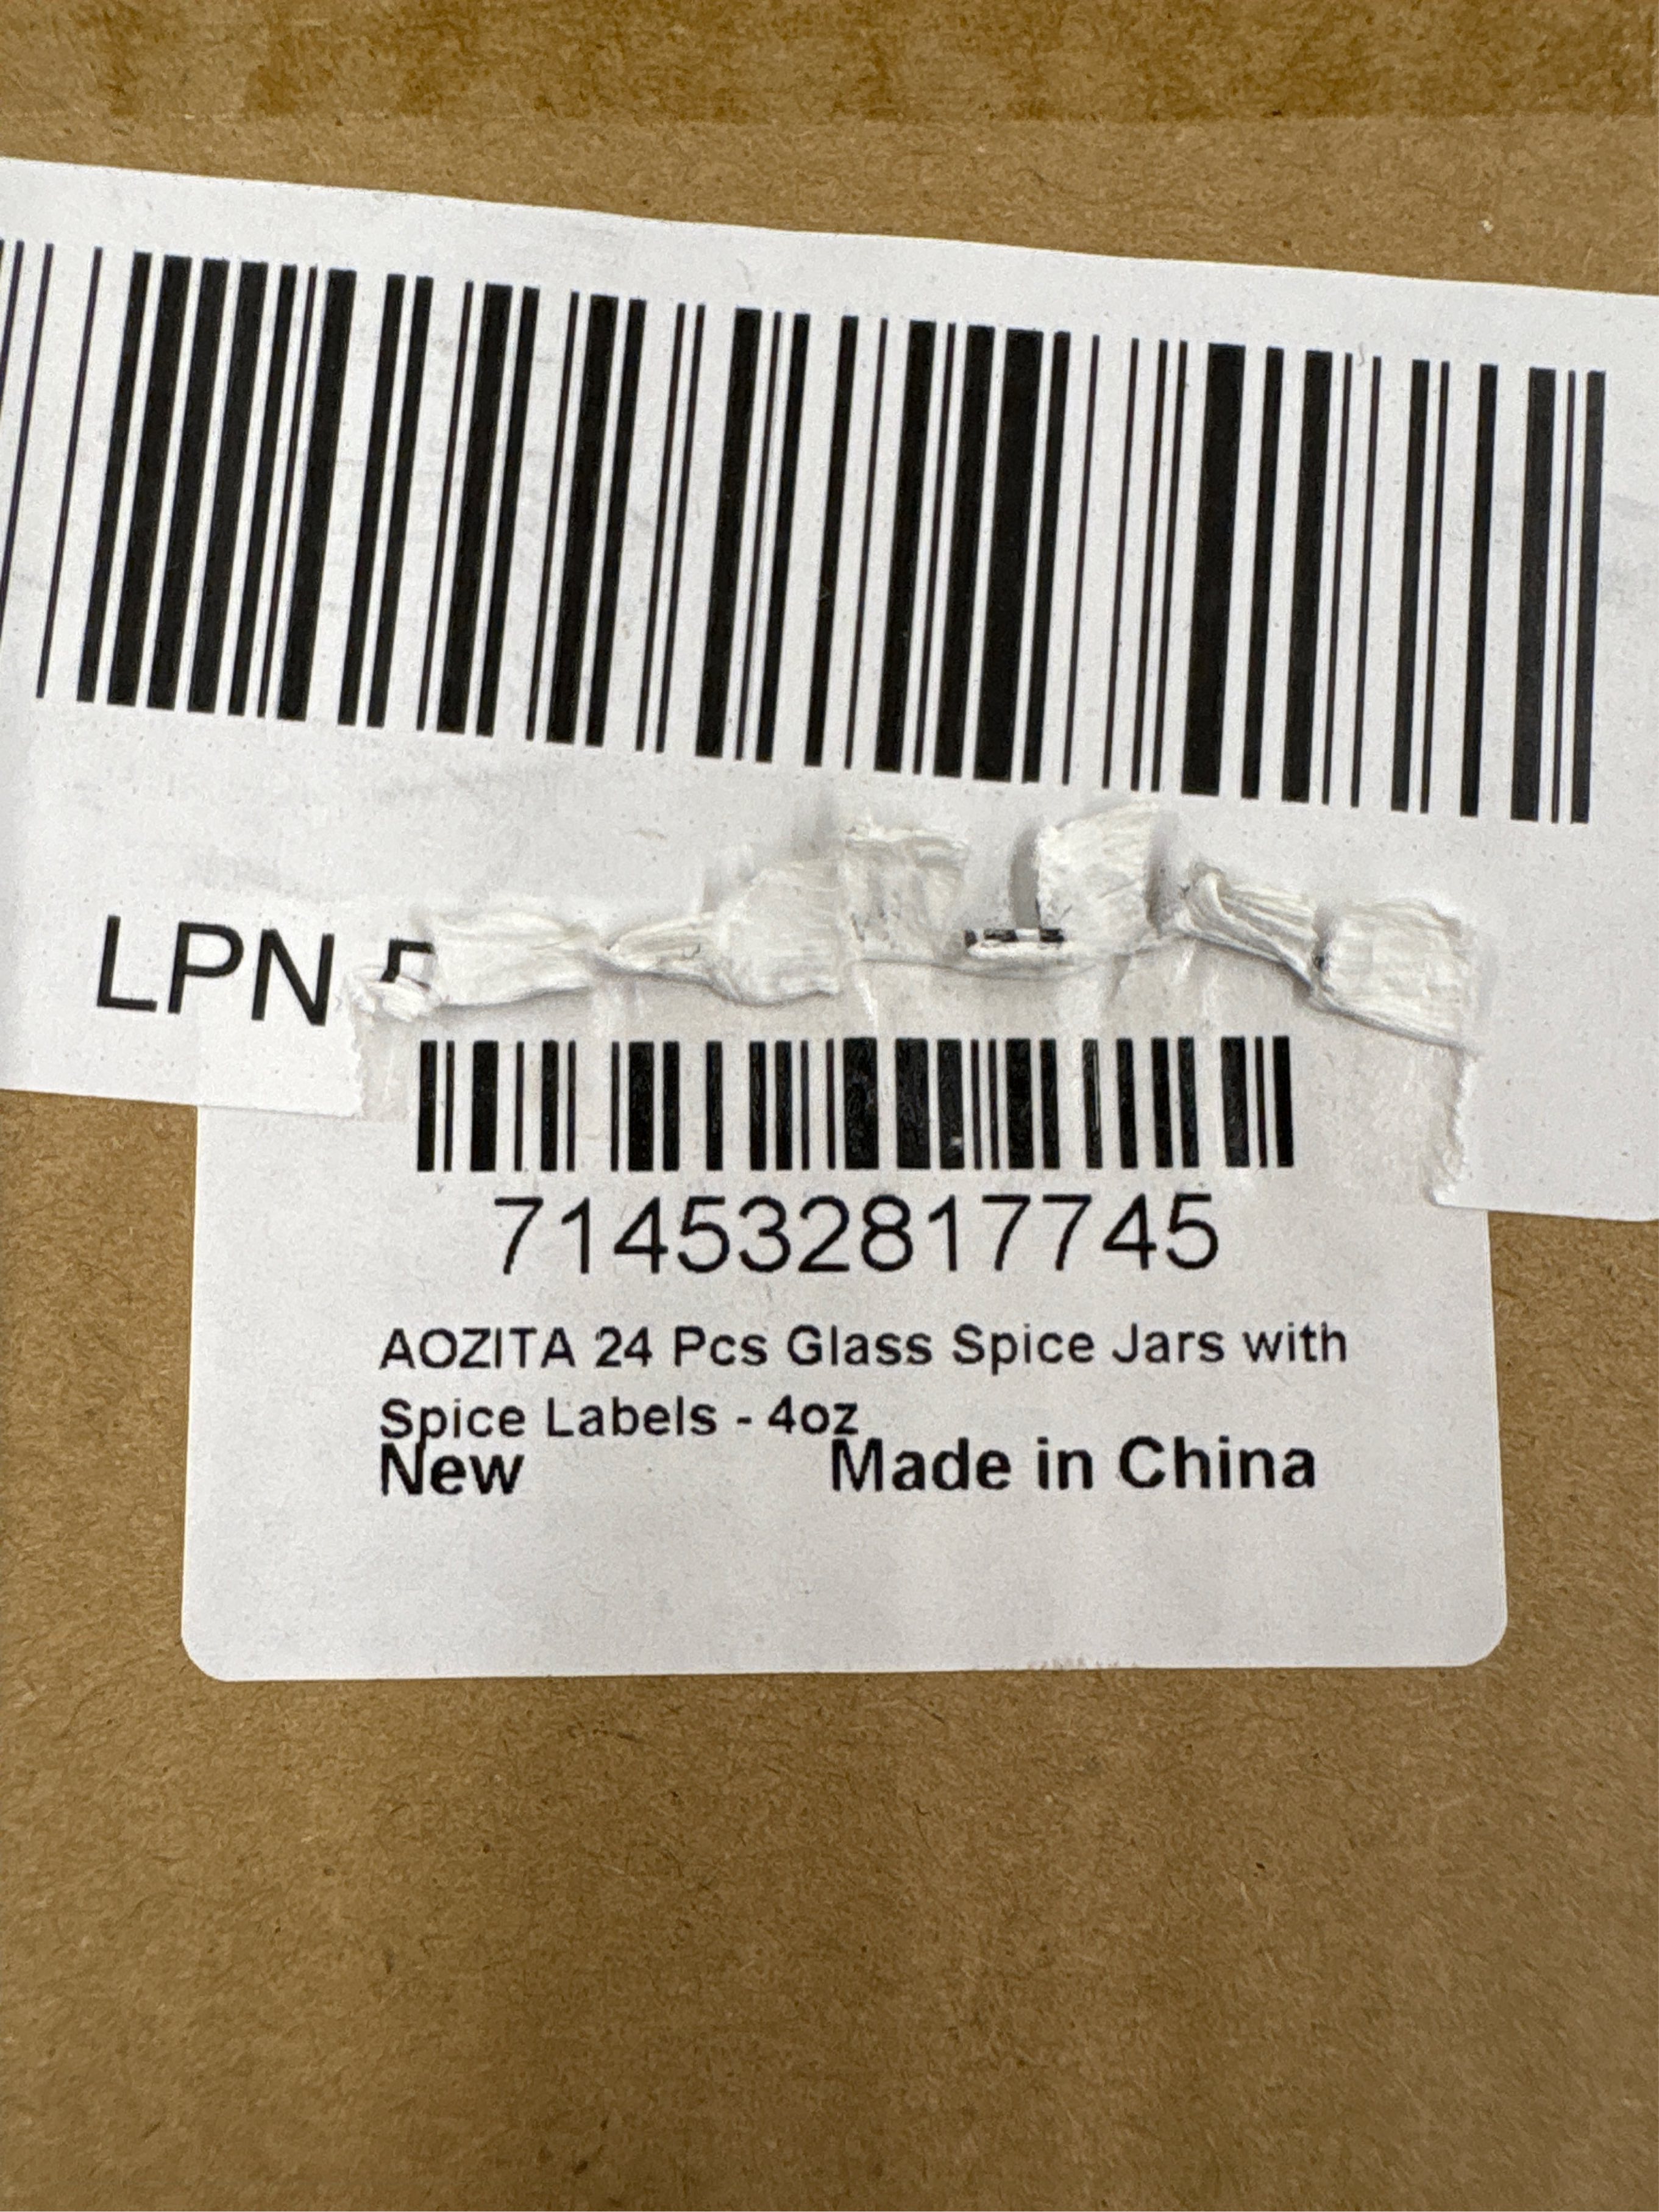 LPN
714532817745
AOZITA 24 Pcs Glass Spice Jars with
Spice Labels - 4oz
New Made in China